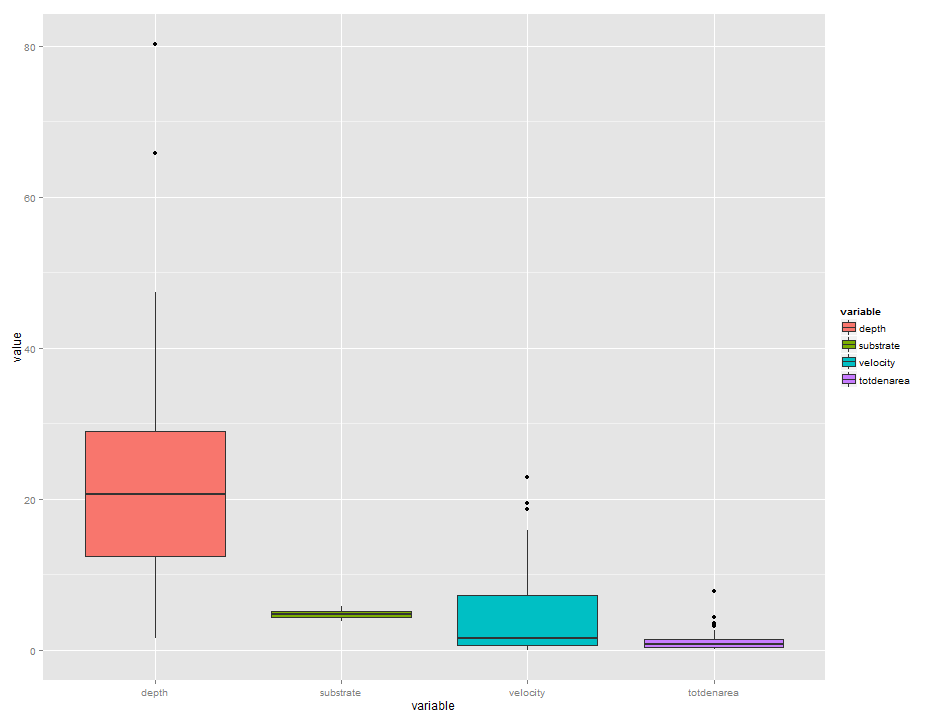 value
80
60
40
20
0
depth substrate velocity totdenarea
variable
variable
depth
substrate
velocity
totdenarea